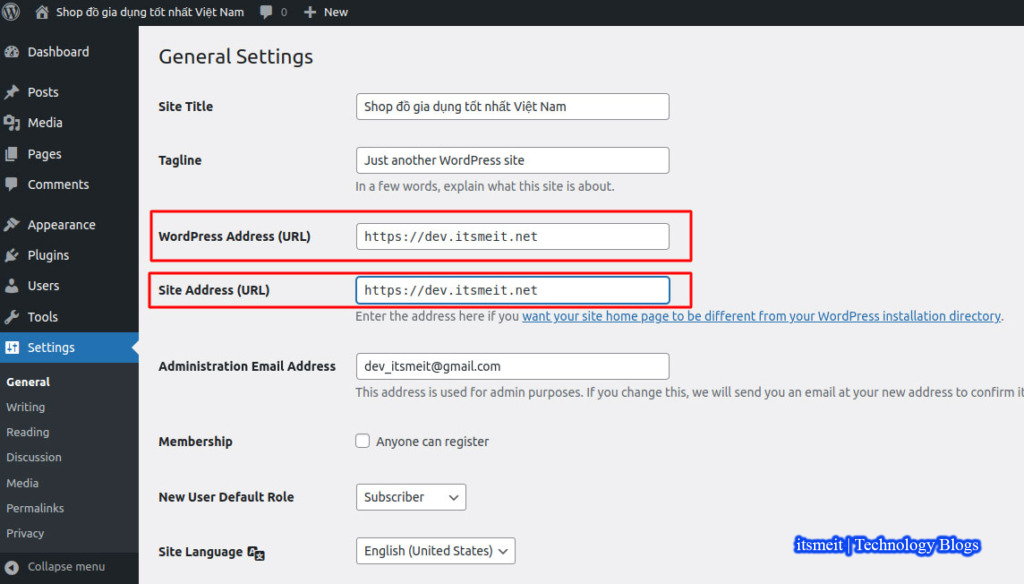 Shop đồ gia dụng tốt nhất Việt Nam 0 New
Dashboard
Posts
Media
Pages
Comments
Appearance
Plugins
Users
Tools
Settings
General
Writing
Reading
Discussion
Media
Permalinks
Privacy
Collapse menu
General Settings
Site Title Shop đồ gia dụng tốt nhất Việt Nam
Tagline Just another WordPress site
In a few words, explain what this site is about.
WordPress Address (URL) https://dev.itsmeit.net
Site Address (URL) https://dev.itsmeit.net
Enter the address here if you want your site home page to be different from your WordPress installation directory.
Administration Email Address dev_itsmeit@gmail.com
This address is used for admin purposes. If you change this, we will send you an email at your new address to confirm it
Membership Anyone can register
New User Default Role Subscriber
Site Language English (United States)
itsmeit | Technology Blogs